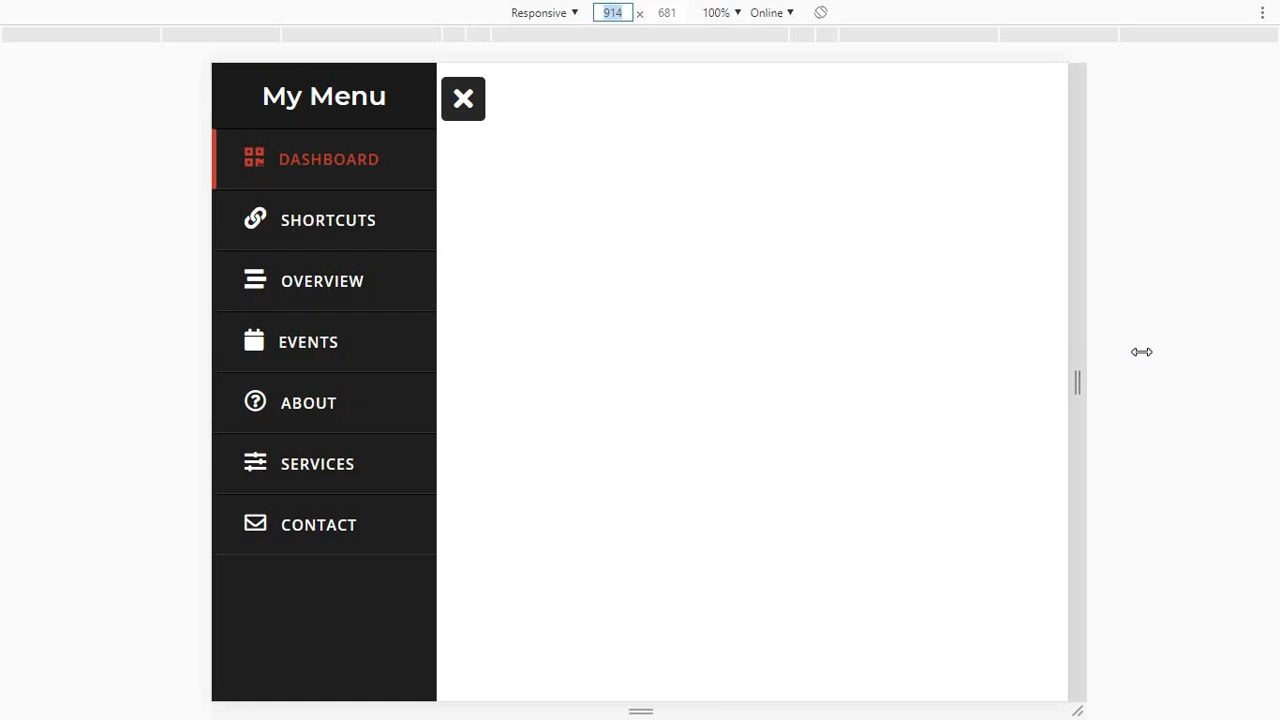 Responsive 914 × 681 100% Online
My Menu
DASHBOARD
SHORTCUTS
OVERVIEW
EVENTS
ABOUT
SERVICES
CONTACT